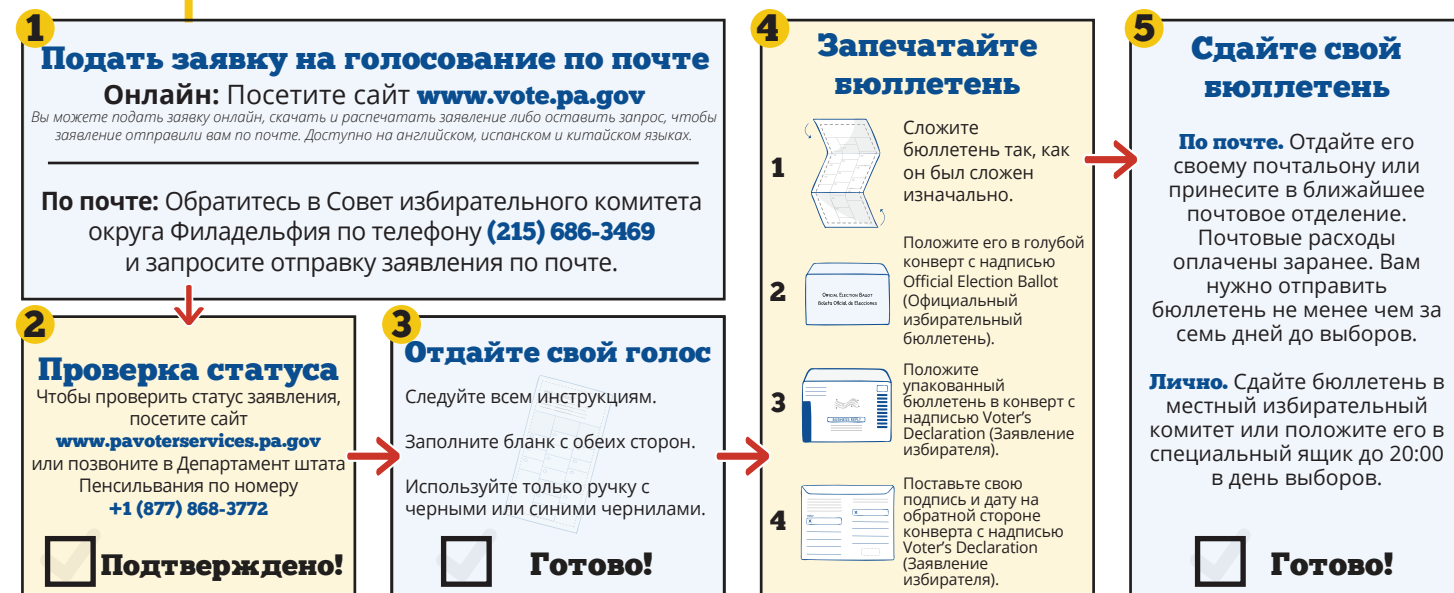 1
Подать заявку на голосование по почте
Онлайн: Посетите сайт www.vote.pa.gov
Вы можете подать заявку онлайн, скачать и распечатать заявление либо оставить запрос, чтобы
заявление отправили вам по почте. Доступно на английском, испанском и китайском языках.
По почте: Обратитесь в Совет избирательного комитета
округа Филадельфия по телефону (215) 686-3469
и запросите отправку заявления по почте.
2
Проверка статуса
Чтобы проверить статус заявления,
посетите сайт
www.pavoterservices.pa.gov
или позвоните в Департамент штата
Пенсильвания по номеру
+1 (877) 868-3772
Подтверждено!
3
Отдайте свой голос
Следуйте всем инструкциям.
Заполните бланк с обеих сторон.
Используйте только ручку с
черными или синими чернилами.
Готово!
4
Запечатайте
бюллетень
1
Сложите
бюллетень так, как
он был сложен
изначально.
2
Official Election Ballot
Boleta Oficial de Elecciones
Положите его в голубой
конверт с надписью
Official Election Ballot
(Официальный
избирательный
бюллетень).
3
BUSINESS REPLY
Положите
упакованный
бюллетень в конверт с
надписью Voter's
Declaration (Заявление
избирателя).
4
Поставьте свою
подпись и дату на
обратной стороне
конверта с надписью
Voter's Declaration
(Заявление
избирателя).
5
Сдайте свой
бюллетень
По почте. Отдайте его
своему почтальону или
принесите в ближайшее
почтовое отделение.
Почтовые расходы
оплачены заранее. Вам
нужно отправить
бюллетень не менее чем за
семь дней до выборов.
Лично. Сдайте бюллетень в
местный избирательный
комитет или положите его в
специальный ящик до 20:00
в день выборов.
Готово!